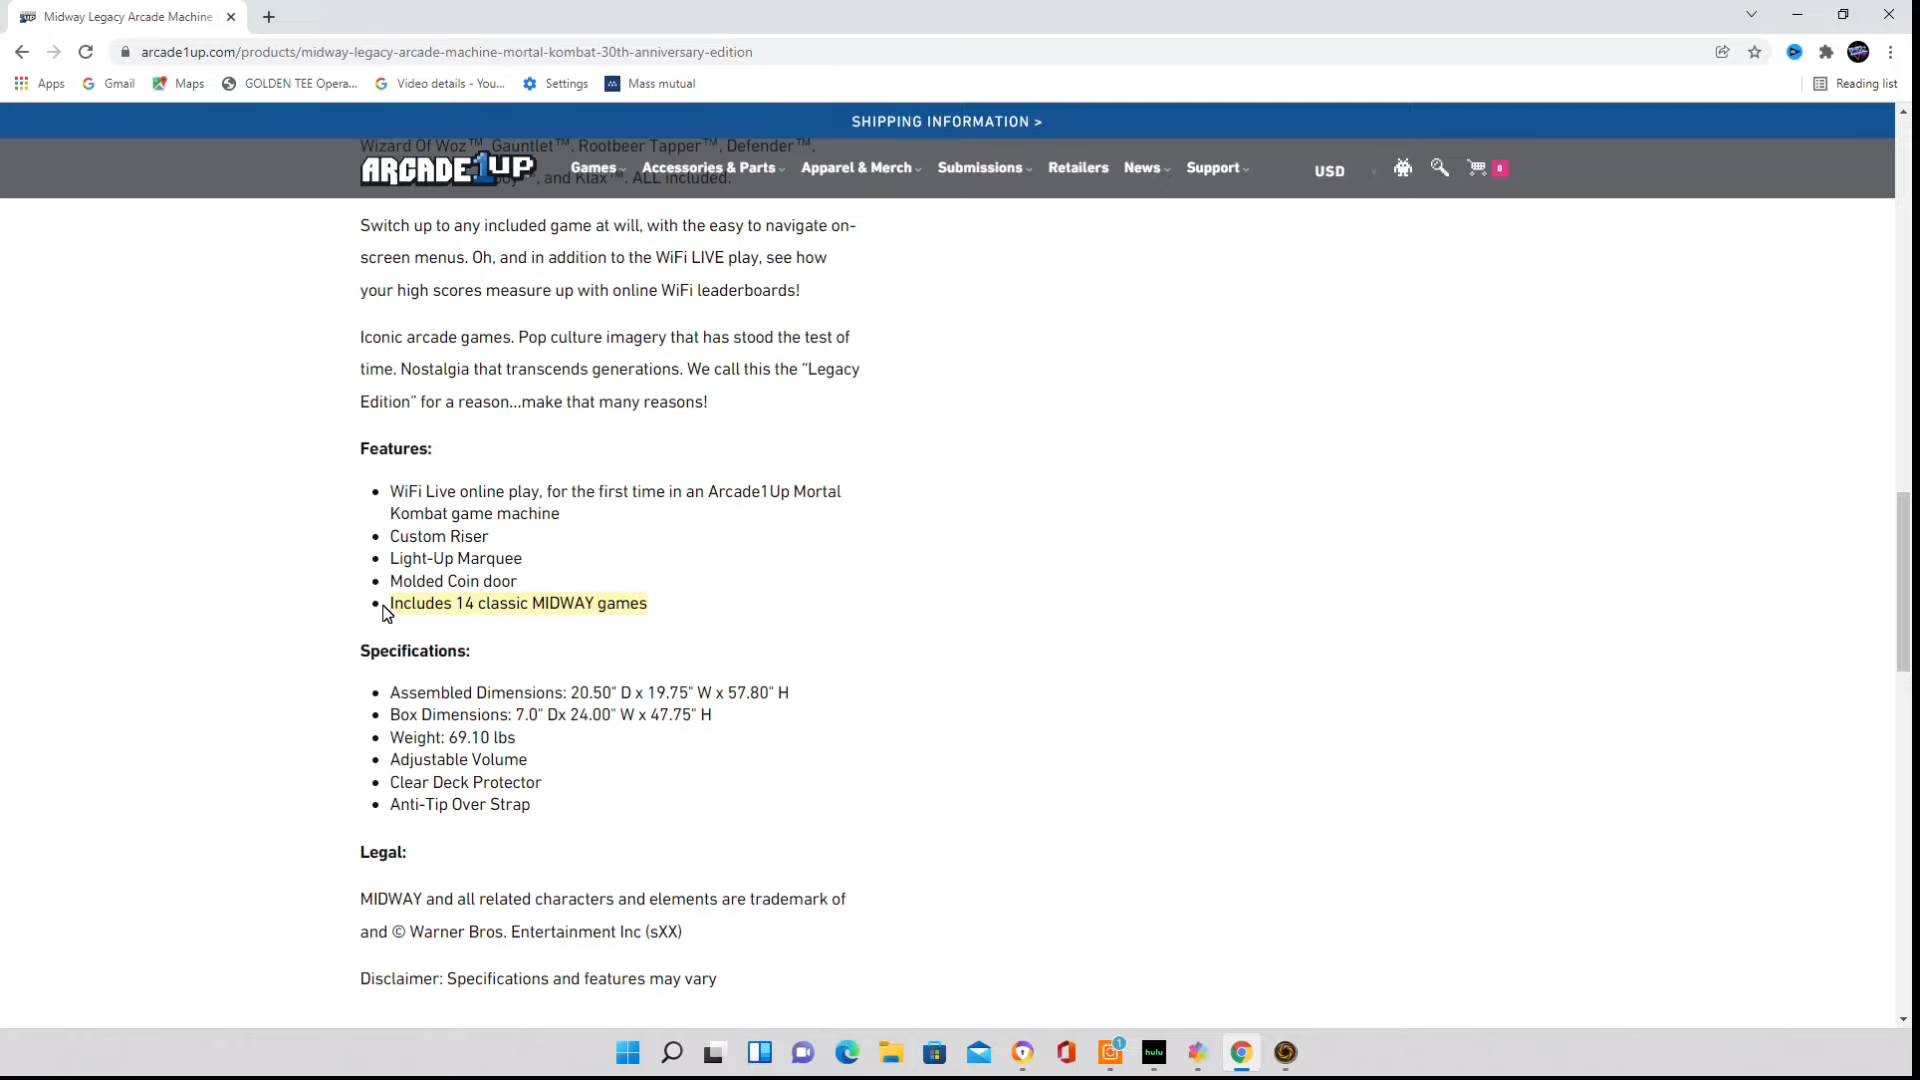 Midway Legacy Arcade Machine
arcade1up.com/products/midway-legacy-arcade-machine-mortal-kombat-30th-anniversary-edition
Apps Gmail Maps GOLDEN TEE Opera... Video details - You... Settings Mass mutual Reading list
SHIPPING INFORMATION >
Wizard Of Woz™, Gauntlet™, Rootbeer Tapper™, Defender™,
ARCADE1UP Games Accessories & Parts Apparel & Merch Submissions Retailers News Support USD 0
and Klax™. ALL included.
Switch up to any included game at will, with the easy to navigate on-
screen menus. Oh, and in addition to the WiFi LIVE play, see how
your high scores measure up with online WiFi leaderboards!
Iconic arcade games. Pop culture imagery that has stood the test of
time. Nostalgia that transcends generations. We call this the “Legacy
Edition” for a reason...make that many reasons!
Features:
• WiFi Live online play, for the first time in an Arcade1Up Mortal
Kombat game machine
• Custom Riser
• Light-Up Marquee
• Molded Coin door
• Includes 14 classic MIDWAY games
Specifications:
• Assembled Dimensions: 20.50" D x 19.75" W x 57.80" H
• Box Dimensions: 7.0" Dx 24.00" W x 47.75" H
• Weight: 69.10 lbs
• Adjustable Volume
• Clear Deck Protector
• Anti-Tip Over Strap
Legal:
MIDWAY and all related characters and elements are trademark of
and © Warner Bros. Entertainment Inc (sXX)
Disclaimer: Specifications and features may vary
hulu 1